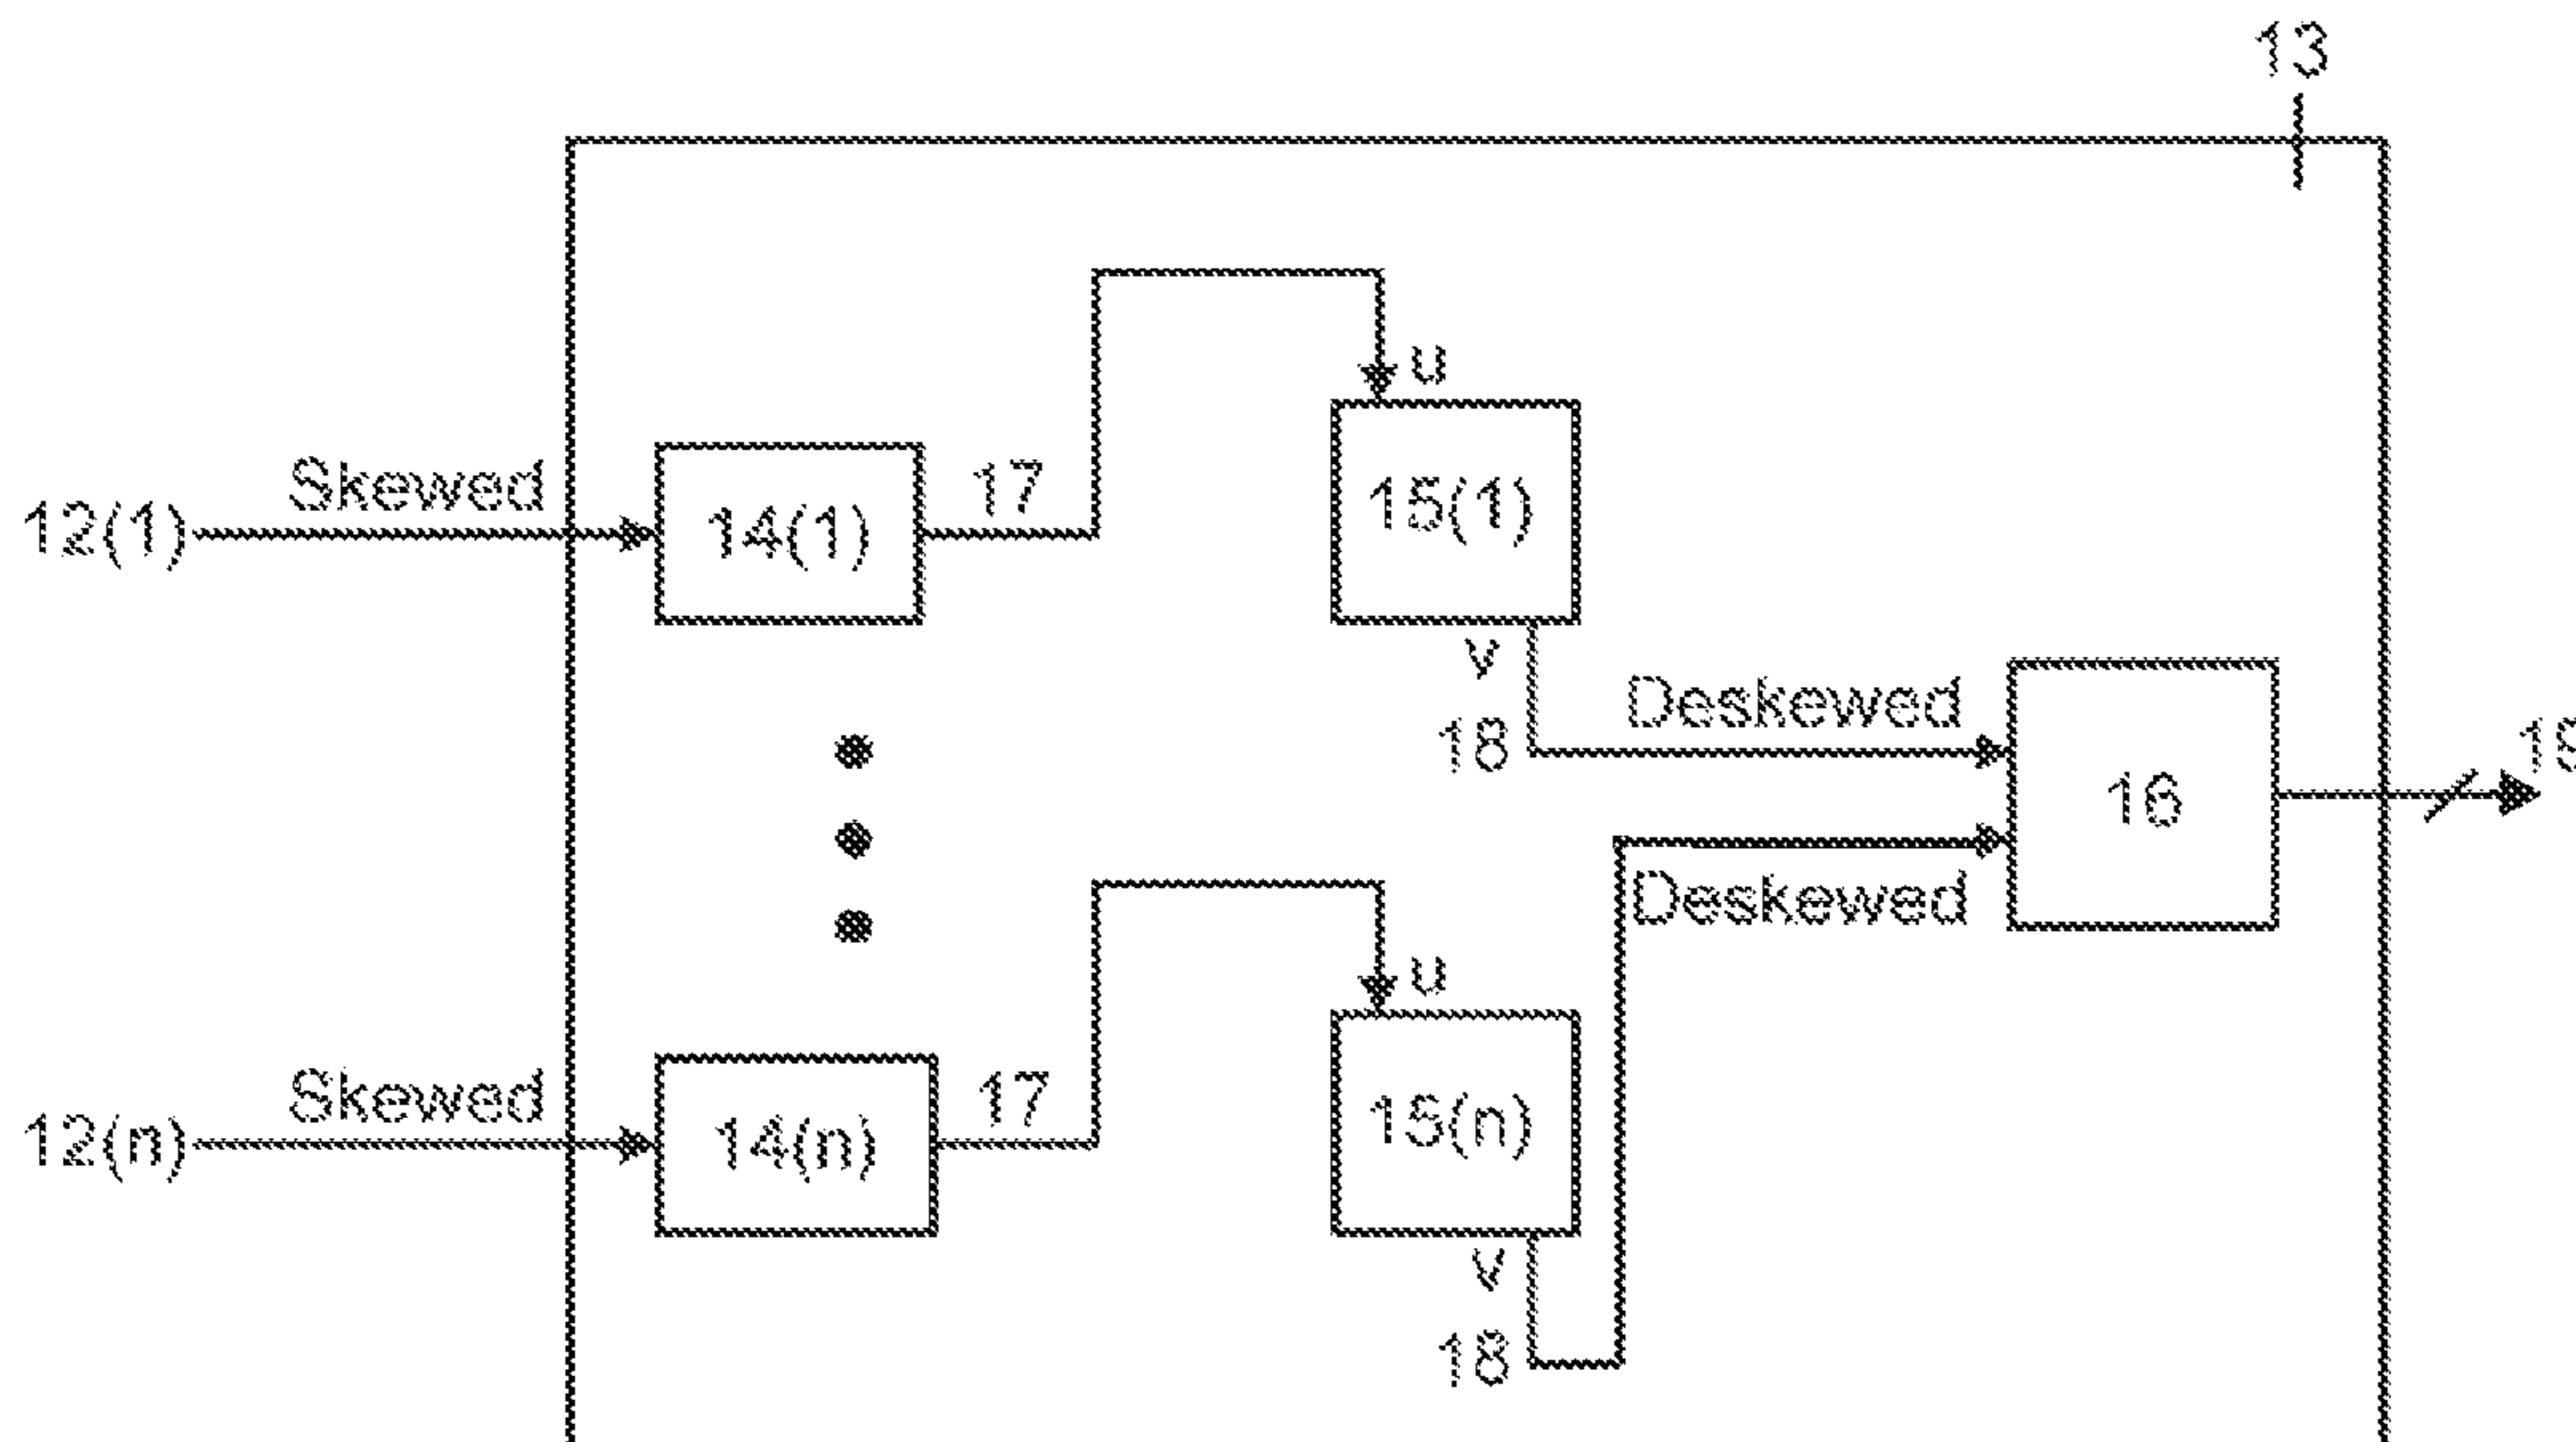 13
u
Skewed
17
12(1)
14(1)
15(1)
v
Deskewed
18
16
Deskewed
u
Skewed
17
12(n)
14(n)
15(n)
v
18